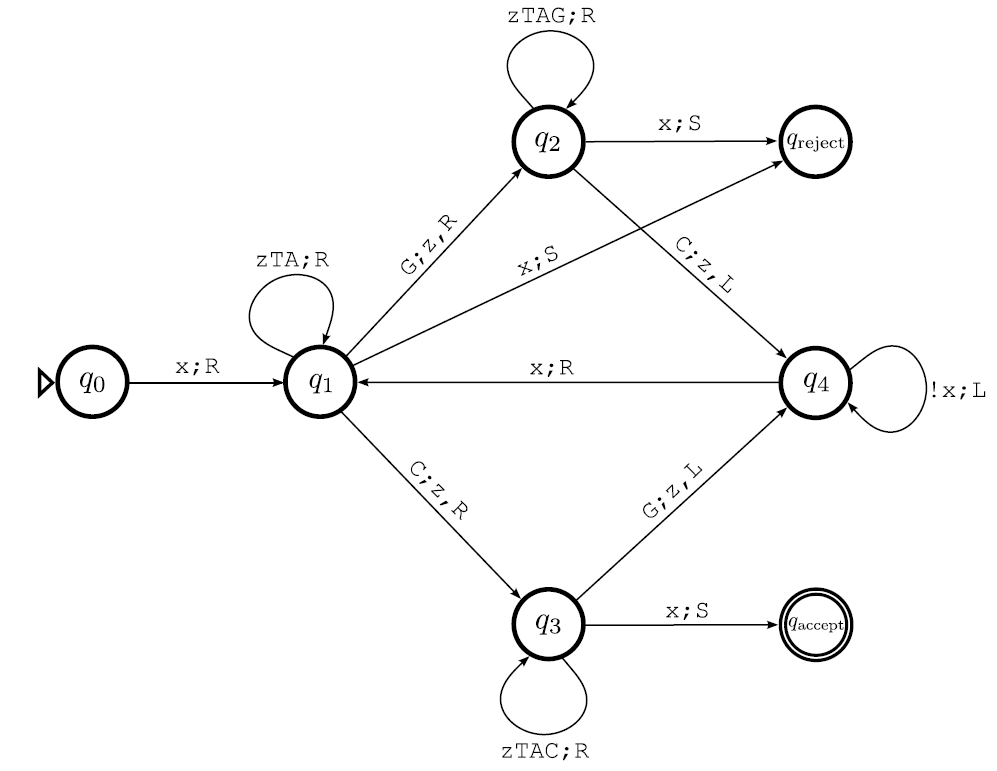 zTAG;R
q2
x;S
qreject
G;z,R
C;z,L
zTA;R
x;S
q0
x;R
q1
x;R
q4
!x;L
C;z,R
G;z,L
q3
x;S
qaccept
zTAC;R